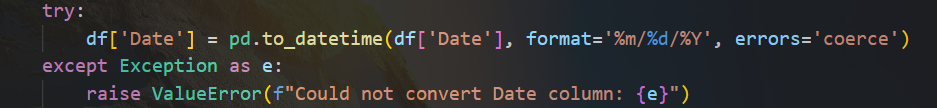 try:
    df['Date'] = pd.to_datetime(df['Date'], format='%m/%d/%Y', errors='coerce')
except Exception as e:
    raise ValueError(f"Could not convert Date column: {e}")